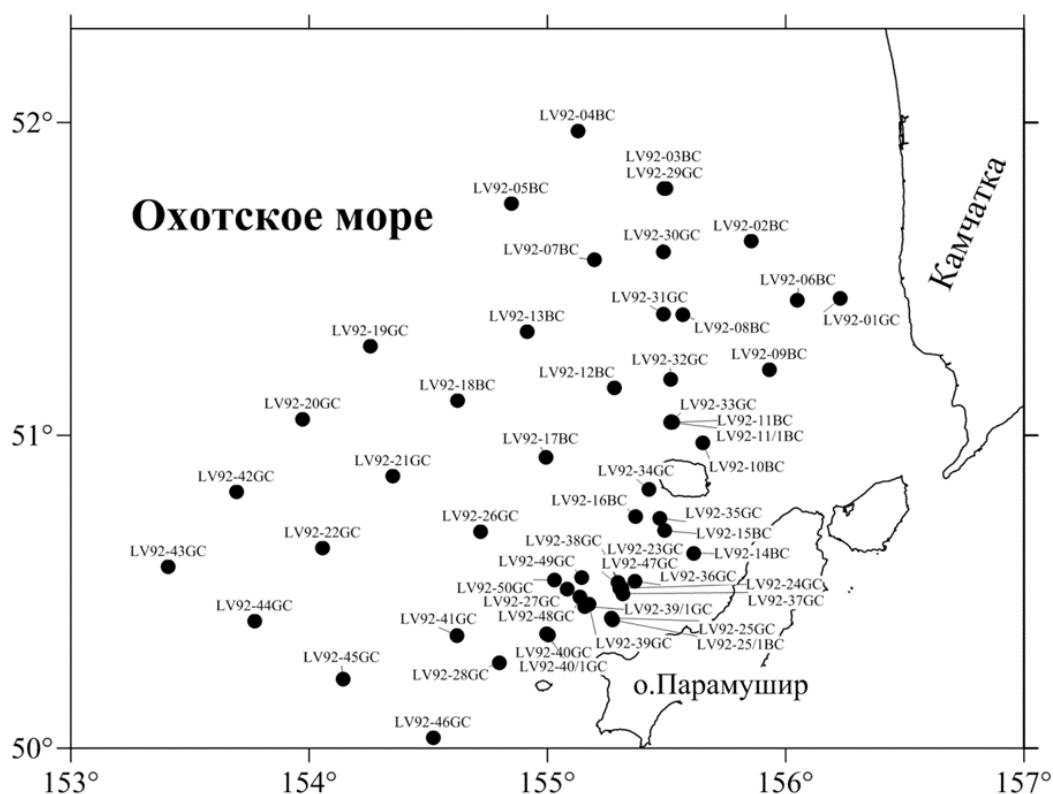 LV92-04BC
52°
LV92-03BC
LV92-29GC
LV92-05BC
Охотское море
LV92-02BC
LV92-30GC
LV92-07BC
Камчатка
LV92-06BC
LV92-31GC
LV92-01GC
LV92-13BC
LV92-08BC
LV92-19GC
LV92-09BC
LV92-32GC
LV92-12BC
LV92-18BC
LV92-20GC
LV92-33GC
LV92-11BC
51°
LV92-11/1BC
LV92-17BC
LV92-21GC
LV92-10BC
LV92-34GC
LV92-42GC
LV92-16BC
LV92-26GC
LV92-35GC
LV92-22GC
LV92-15BC
LV92-38GC
LV92-43GC
LV92-23GC
LV92-14BC
LV92-49GC
LV92-47GC
LV92-36GC
LV92-24GC
LV92-50GC
LV92-37GC
LV92-27GC
LV92-44GC
LV92-39/1GC
LV92-48GC
LV92-41GC
LV92-25GC
LV92-39GC
LV92-25/1BC
LV92-40GC
LV92-45GC
LV92-40/1GC
LV92-28GC
о.Парамушир
LV92-46GC
50°
153°
154°
155°
156°
157°